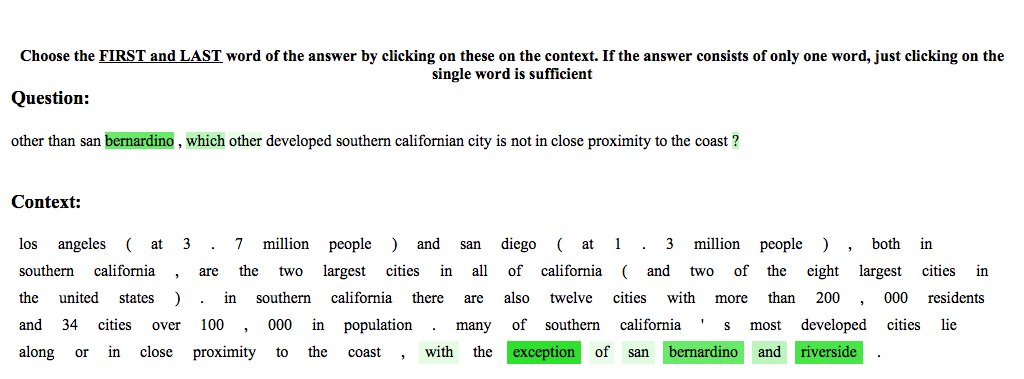 Choose the FIRST and LAST word of the answer by clicking on these on the context. If the answer consists of only one word, just clicking on the
single word is sufficient
Question:
other than san bernardino , which other developed southern californian city is not in close proximity to the coast ?
Context:
los angeles ( at 3 . 7 million people ) and san diego ( at 1 . 3 million people ) , both in
southern california , are the two largest cities in all of california ( and two of the eight largest cities in
the united states ) . in southern california there are also twelve cities with more than 200 , 000 residents
and 34 cities over 100 , 000 in population . many of southern california ' s most developed cities lie
along or in close proximity to the coast , with the exception of san bernardino and riverside .